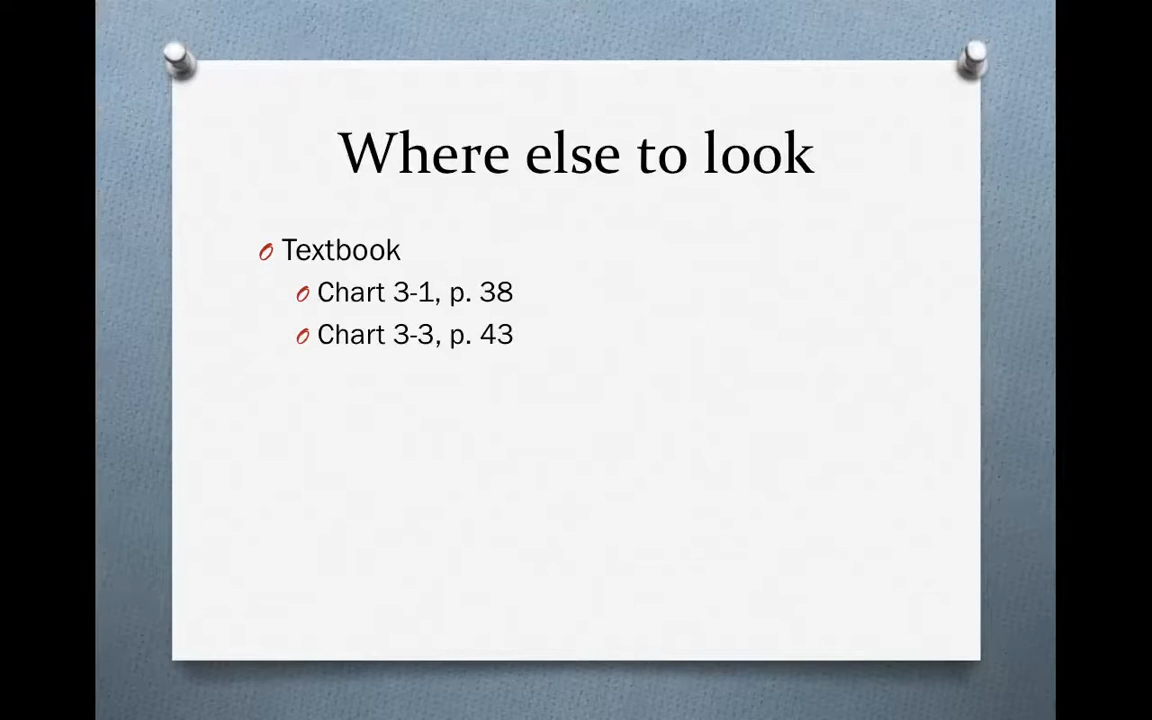 Where else to look
Textbook
Chart 3-1, p. 38
Chart 3-3, p. 43